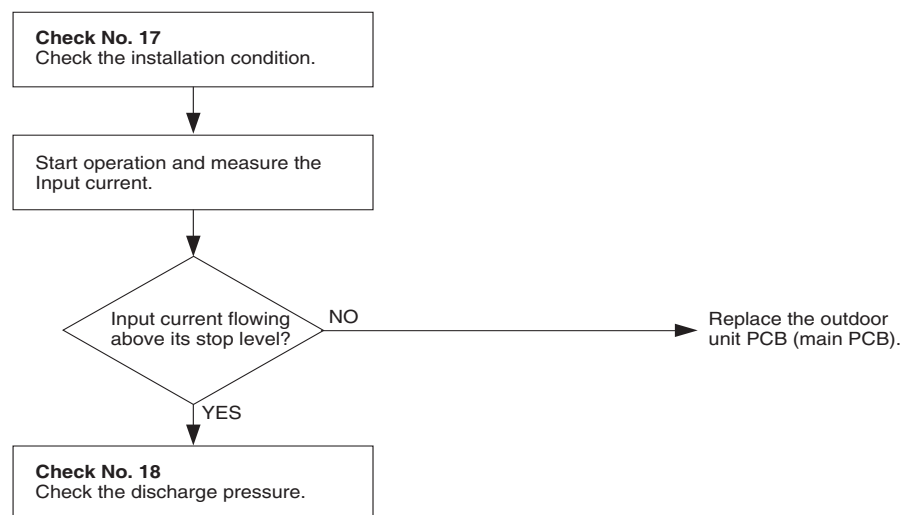 Check No. 17
Check the installation condition.
Start operation and measure the
Input current.
Input current flowing
above its stop level?
NO
Replace the outdoor
unit PCB (main PCB).
YES
Check No. 18
Check the discharge pressure.